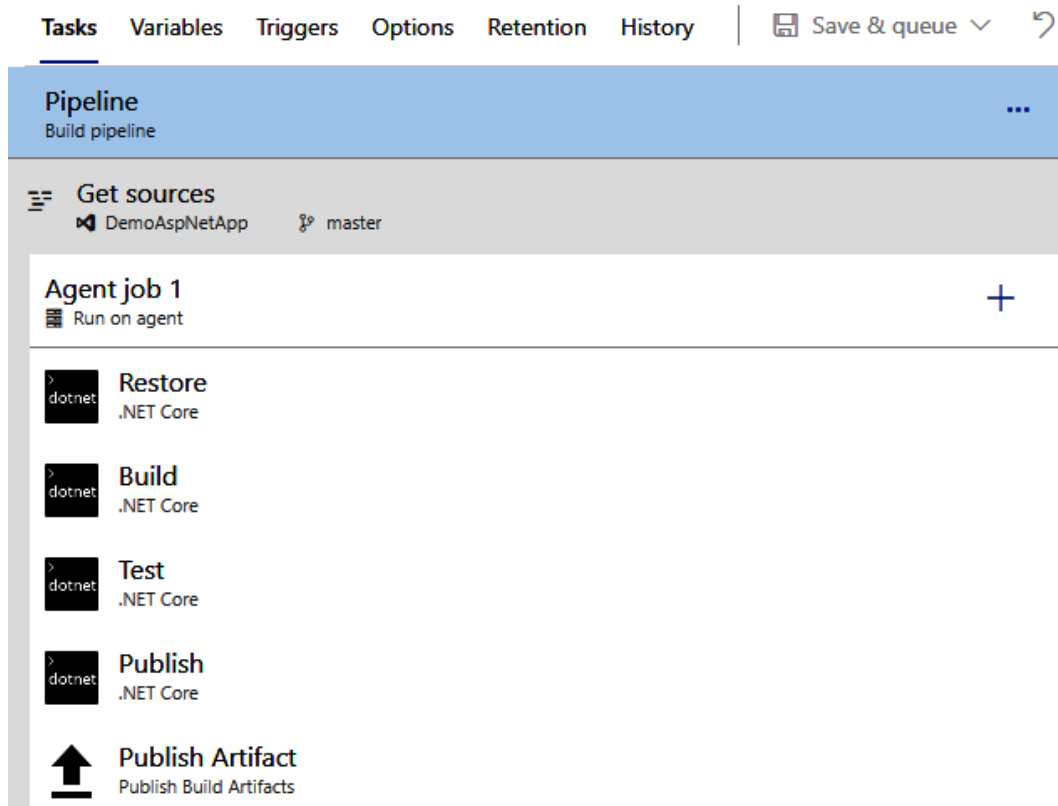 Tasks Variables Triggers Options Retention History Save & queue
Pipeline
Build pipeline
Get sources
DemoAspNetApp master
Agent job 1
Run on agent
> dotnet
Restore
.NET Core
> dotnet
Build
.NET Core
> dotnet
Test
.NET Core
> dotnet
Publish
.NET Core
Publish Artifact
Publish Build Artifacts